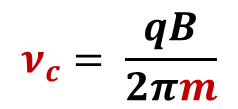 ν_c = qB / 2πm